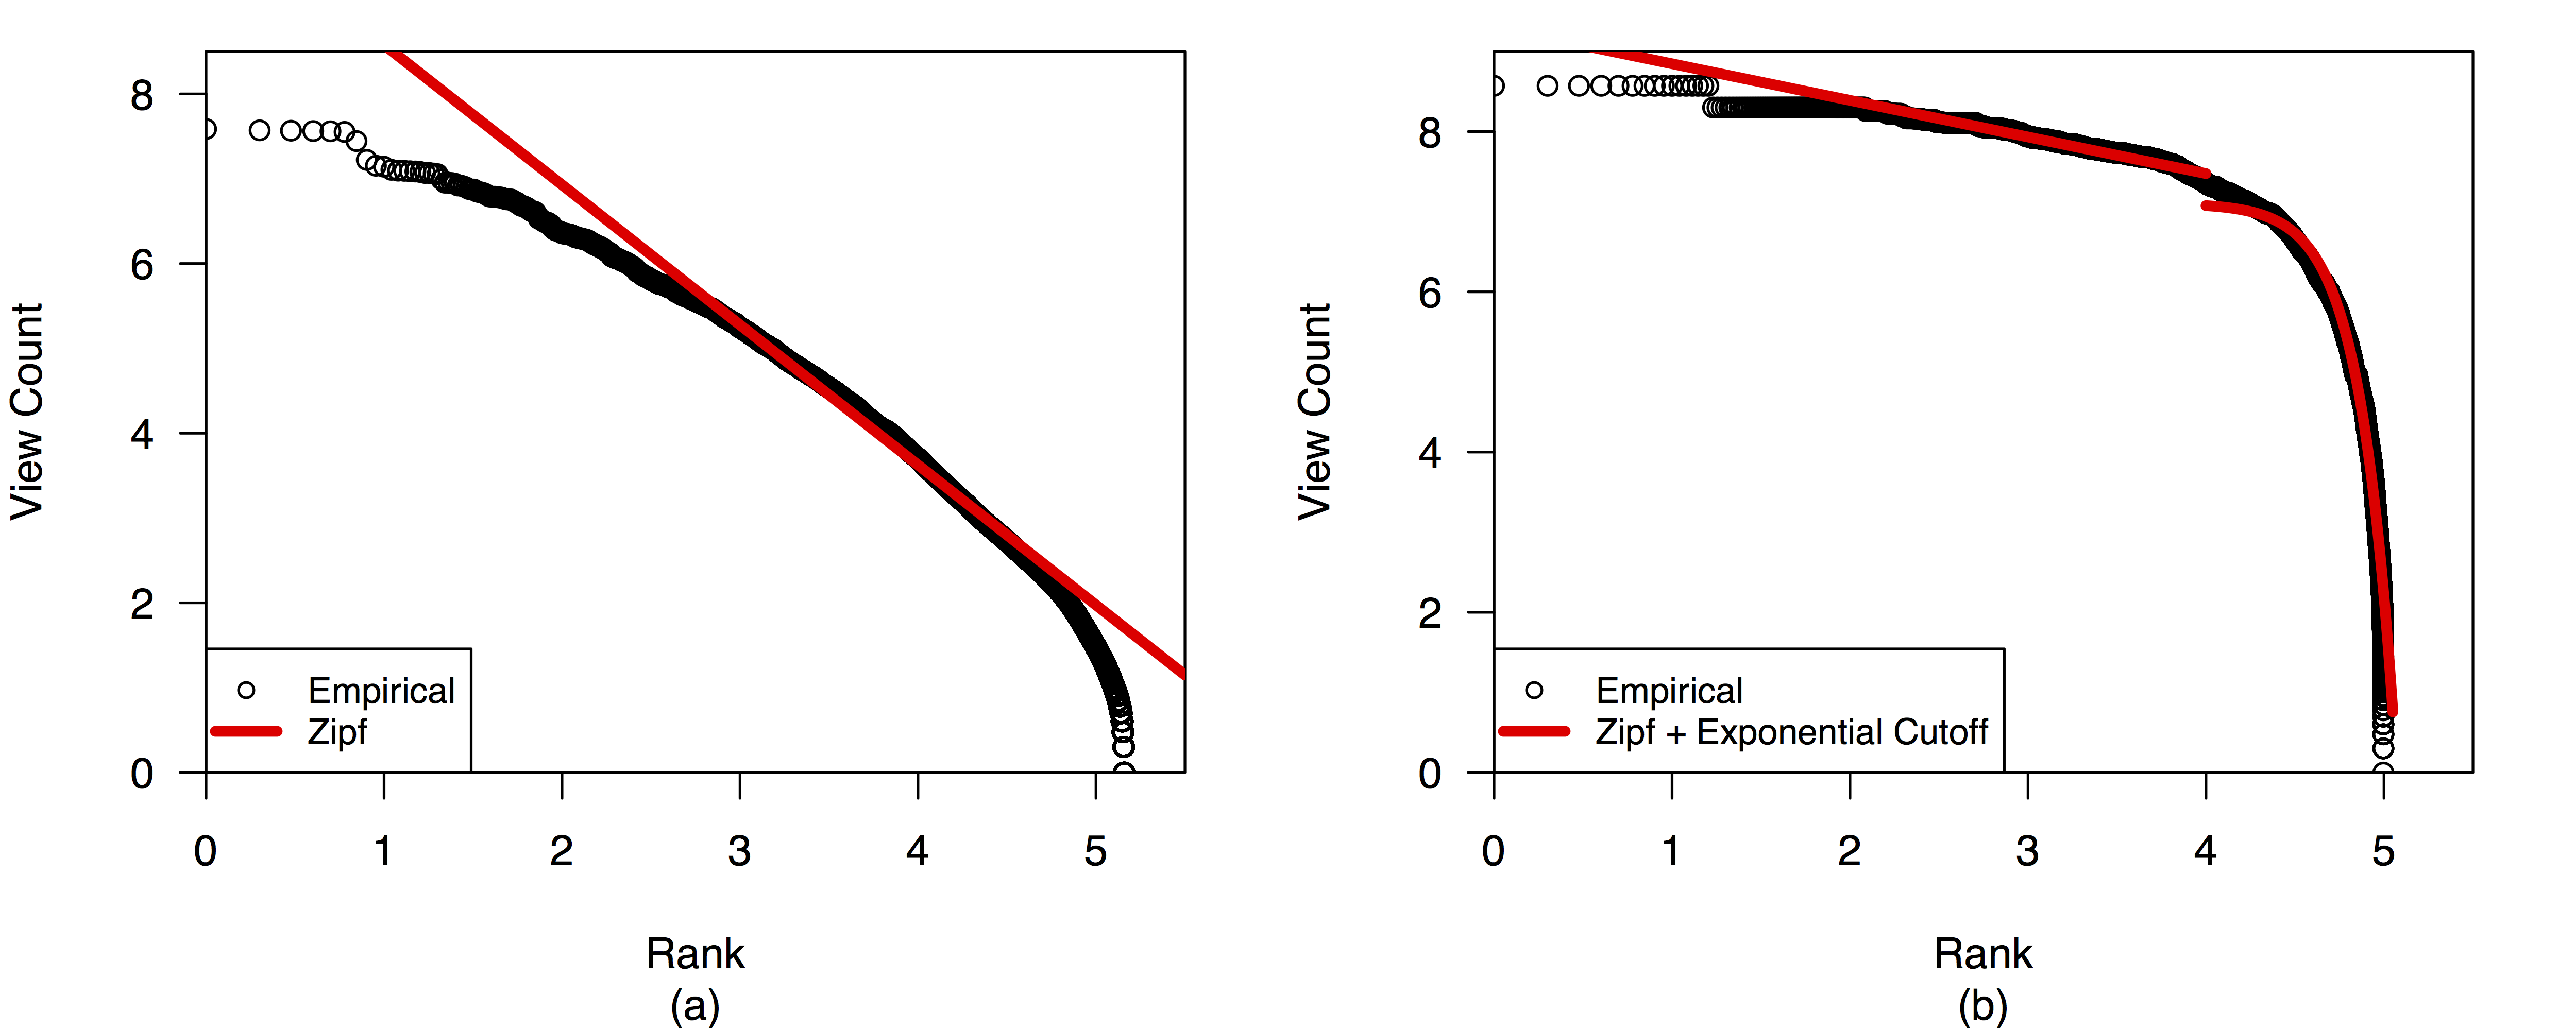 8
6
4
2
0
View Count
Empirical
Zipf
0 1 2 3 4 5
Rank
(a)
8
6
4
2
0
View Count
Empirical
Zipf + Exponential Cutoff
0 1 2 3 4 5
Rank
(b)